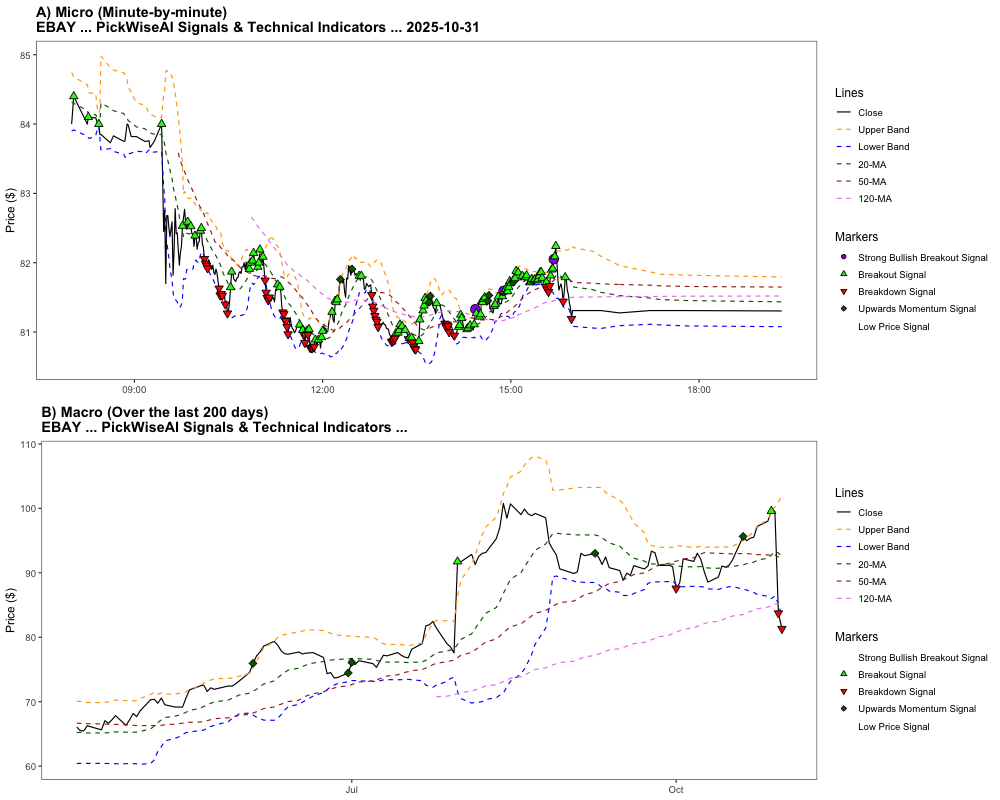 A) Micro (Minute-by-minute)
EBAY ... PickWiseAI Signals & Technical Indicators ... 2025-10-31
85
84
83
82
81
Price ($)
09:00
12:00
15:00
18:00
Lines
Close
Upper Band
Lower Band
20-MA
50-MA
120-MA
Markers
Strong Bullish Breakout Signal
Breakout Signal
Breakdown Signal
Upwards Momentum Signal
Low Price Signal
B) Macro (Over the last 200 days)
EBAY ... PickWiseAI Signals & Technical Indicators ...
110
100
90
80
70
60
Price ($)
Jul
Oct
Lines
Close
Upper Band
Lower Band
20-MA
50-MA
120-MA
Markers
Strong Bullish Breakout Signal
Breakout Signal
Breakdown Signal
Upwards Momentum Signal
Low Price Signal